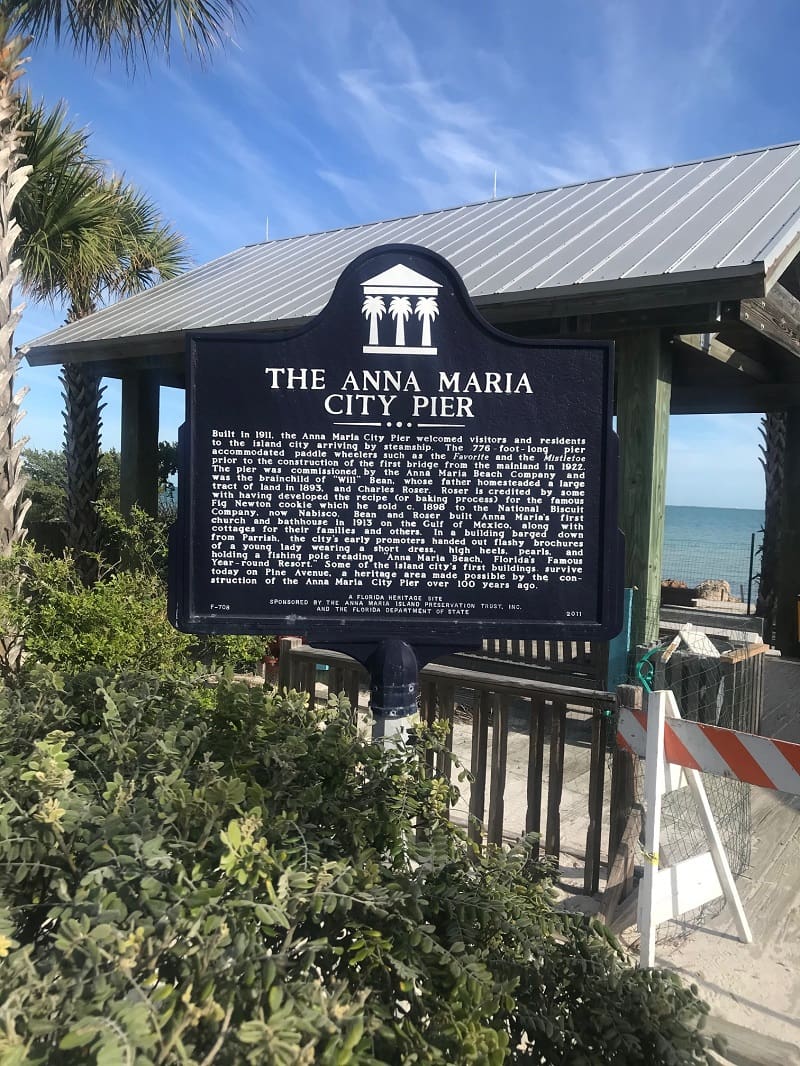 THE ANNA MARIA
CITY PIER
Built in 1911, the Anna Maria City Pier welcomed visitors and residents
to the island city arriving by steamship. The 776-foot-long pier
accommodated paddle wheelers such as the Favorite and the Mistletoe
prior to the construction of the first bridge from the mainland in 1922.
The pier was commissioned by the Anna Maria Beach Company and
was the brainchild of "Will" Bean, whose father homesteaded a large
tract of land in 1893, and Charles Roser. Roser is credited by some
with having developed the recipe (or baking process) for the famous
Fig Newton cookie which he sold c. 1898 to the National Biscuit
Company, now Nabisco. Bean and Roser built Anna Maria's first
church and bathhouse in 1913 on the Gulf of Mexico, along with
cottages for their families and others. In a building barged down
from Parrish, the city's early promoters handed out flashy brochures
of a young lady wearing a short dress, high heels, pearls, and
holding a fishing pole reading "Anna Maria Beach, Florida's Famous
Year-round Resort." Some of the island city's first buildings survive
today on Pine Avenue, a heritage area made possible by the con-
struction of the Anna Maria City Pier over 100 years ago.
A FLORIDA HERITAGE SITE
SPONSORED BY THE ANNA MARIA ISLAND PRESERVATION TRUST, INC.
F-708 AND THE FLORIDA DEPARTMENT OF STATE 2011